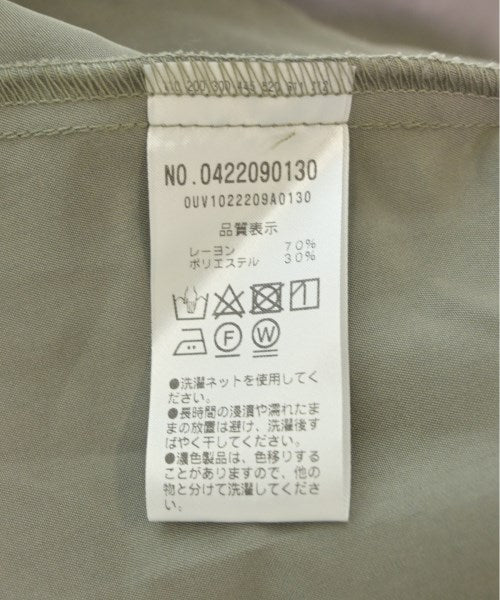 NO.0422090130
0UV1022209A0130
品質表示
レーヨン 70%
ポリエステル 30%
F W
●洗濯ネットを使用してく
ださい。
●長時間の浸漬や濡れたま
まの放置は避け、洗濯後す
ばやく干してください。
●濃色製品は、色移りする
ことがありますので、他の
物と分けて洗濯してくださ
い。